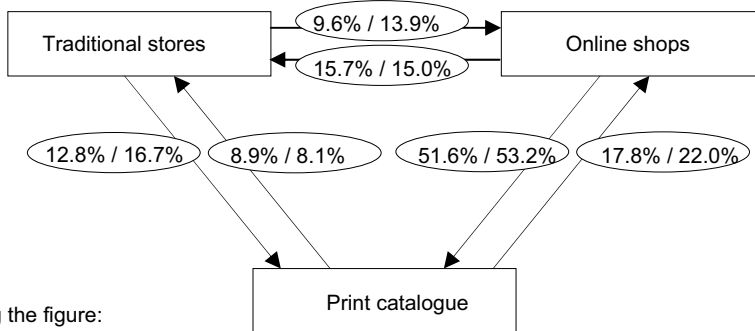 9.6% / 13.9%
Traditional stores
Online shops
15.7% / 15.0%
12.8% / 16.7%
8.9% / 8.1%
51.6% / 53.2%
17.8% / 22.0%
Print catalogue
the figure: